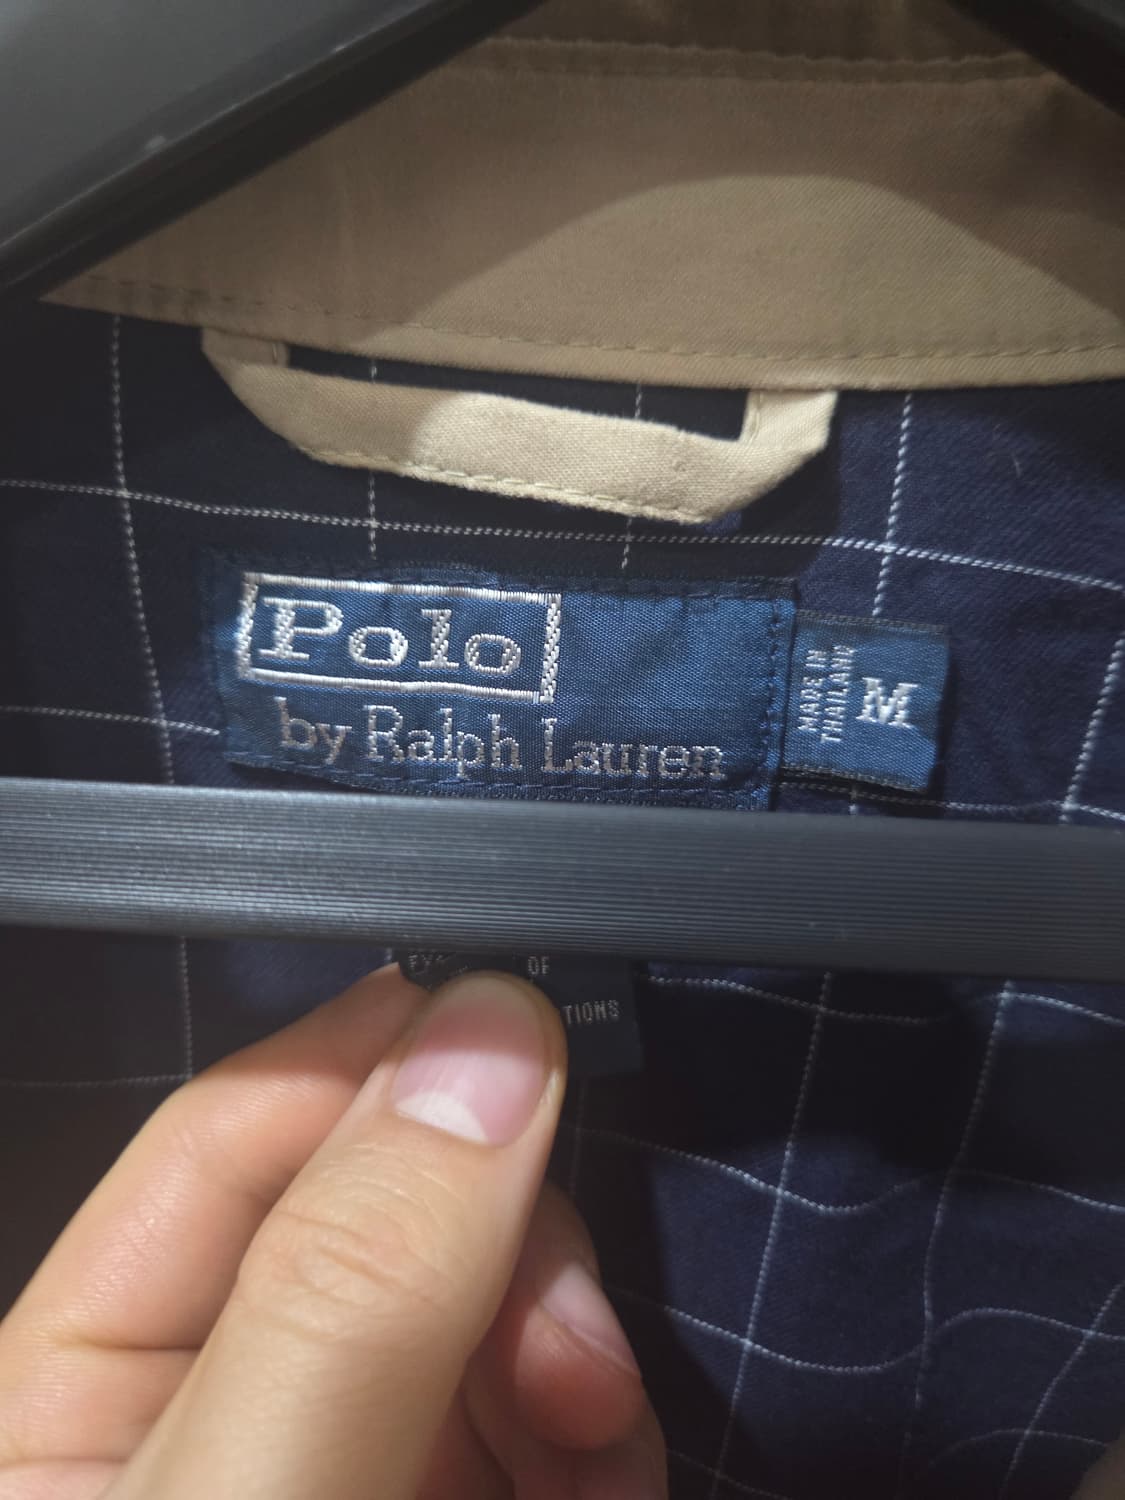 Polo
by Ralph Lauren
MADE IN
THAILAND
M
OF
TIONS